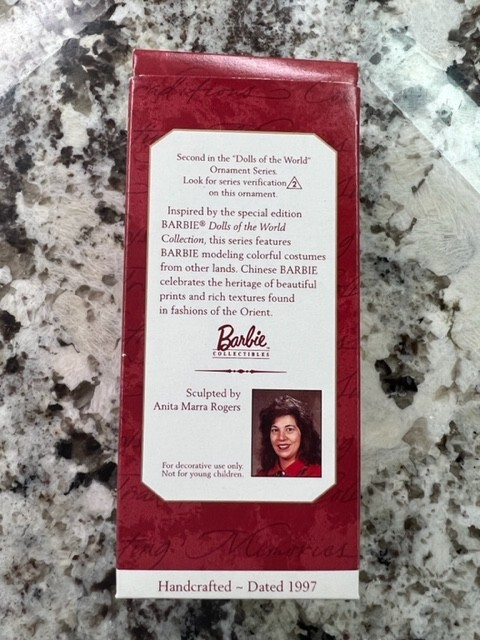 Second in the "Dolls of the World"
Ornament Series.
Look for series verification 2
on this ornament.
Inspired by the special edition
BARBIE® Dolls of the World
Collection, this series features
BARBIE modeling colorful costumes
from other lands. Chinese BARBIE
celebrates the heritage of beautiful
prints and rich textures found
in fashions of the Orient.
Barbie
COLLECTIBLES
Sculpted by
Anita Marra Rogers
For decorative use only.
Not for young children.
Memories
Handcrafted ~ Dated 1997